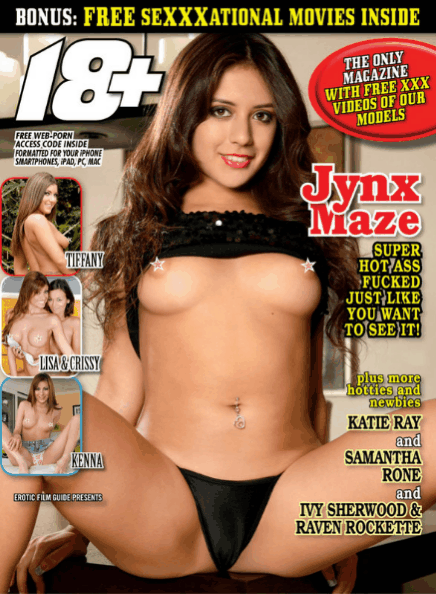 BONUS: FREE SEXXXATIONAL MOVIES INSIDE
18+
THE ONLY
MAGAZINE
WITH FREE XXX
VIDEOS OF OUR
MODELS
FREE WEB-PORN
ACCESS CODE INSIDE
FORMATTED FOR YOUR IPHONE
SMARTPHONES, IPAD, PC, MAC
Jynx
Maze
SUPER
HOT ASS
FUCKED
JUST LIKE
YOU WANT
TO SEE IT!
TIFFANY
LISA & CRISSY
KENNA
plus more
hotties and
newbies
KATIE RAY
and
SAMANTHA
RONE
and
IVY SHERWOOD &
RAVEN ROCKETTE
EROTIC FILM GUIDE PRESENTS